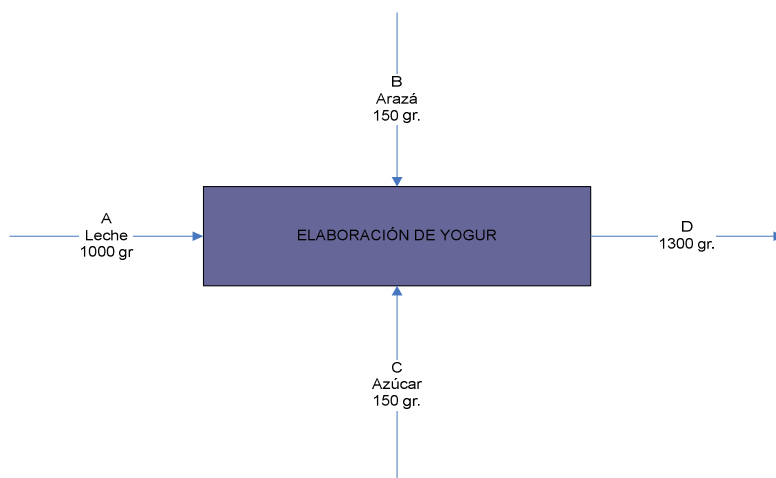 B
Arazá
150 gr.
A
Leche
1000 gr
ELABORACIÓN DE YOGUR
D
1300 gr.
C
Azúcar
150 gr.